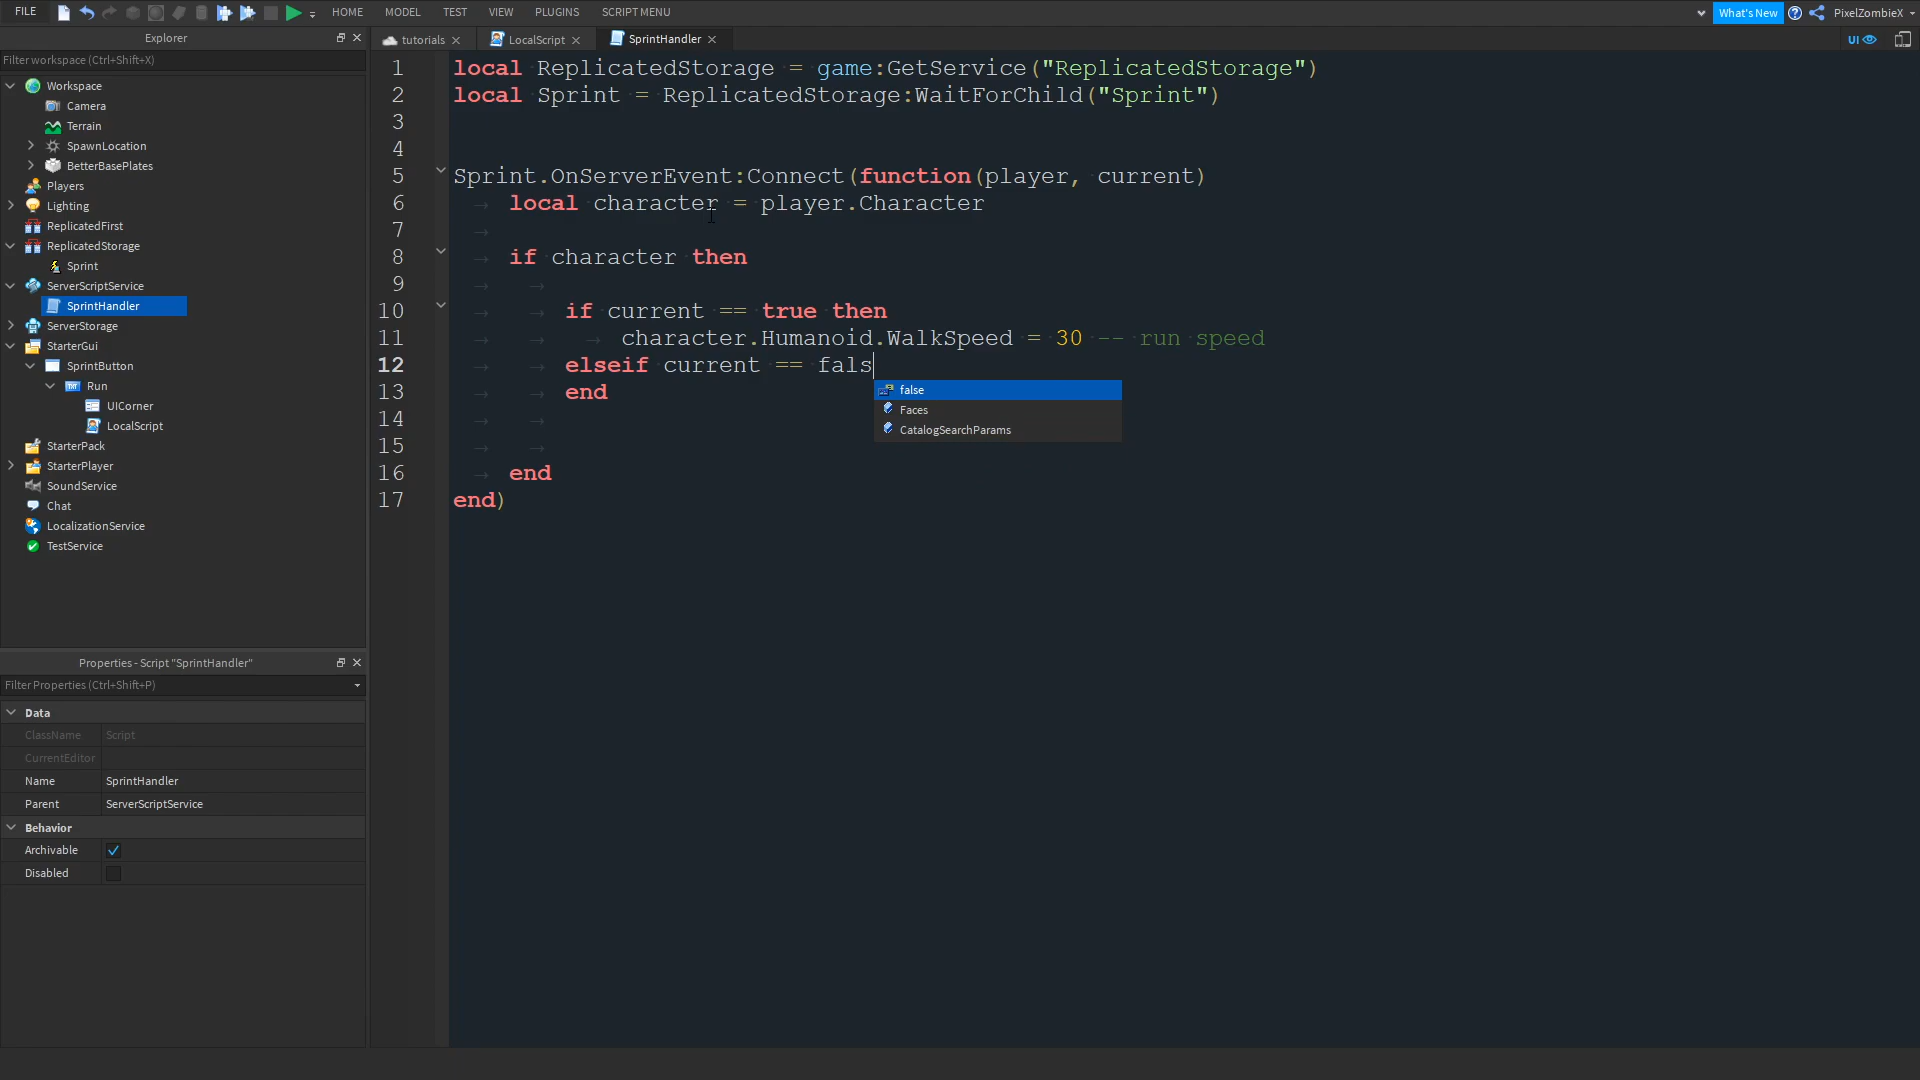 FILE
HOME
MODEL
TEST
VIEW
PLUGINS
SCRIPT MENU
What's New
PixelZombieX
Explorer
tutorials
LocalScript
SprintHandler
UI
Filter workspace (Ctrl+Shift+X)
Workspace
Camera
Terrain
SpawnLocation
BetterBasePlates
Players
Lighting
ReplicatedFirst
ReplicatedStorage
Sprint
ServerScriptService
SprintHandler
ServerStorage
StarterGui
SprintButton
Run
UICorner
LocalScript
StarterPack
StarterPlayer
SoundService
Chat
LocalizationService
TestService
Properties - Script "SprintHandler"
Filter Properties (Ctrl+Shift+P)
Data
ClassName Script
CurrentEditor
Name SprintHandler
Parent ServerScriptService
Behavior
Archivable
Disabled
1 local ReplicatedStorage = game:GetService("ReplicatedStorage")
2 local Sprint = ReplicatedStorage:WaitForChild("Sprint")
3
4
5 Sprint.OnServerEvent:Connect(function(player, current)
6 local character = player.Character
7
8 if character then
9
10 if current == true then
11 character.Humanoid.WalkSpeed = 30 -- run speed
12 elseif current == fals
13 end
14
15
16 end
17 end)
false
Faces
CatalogSearchParams